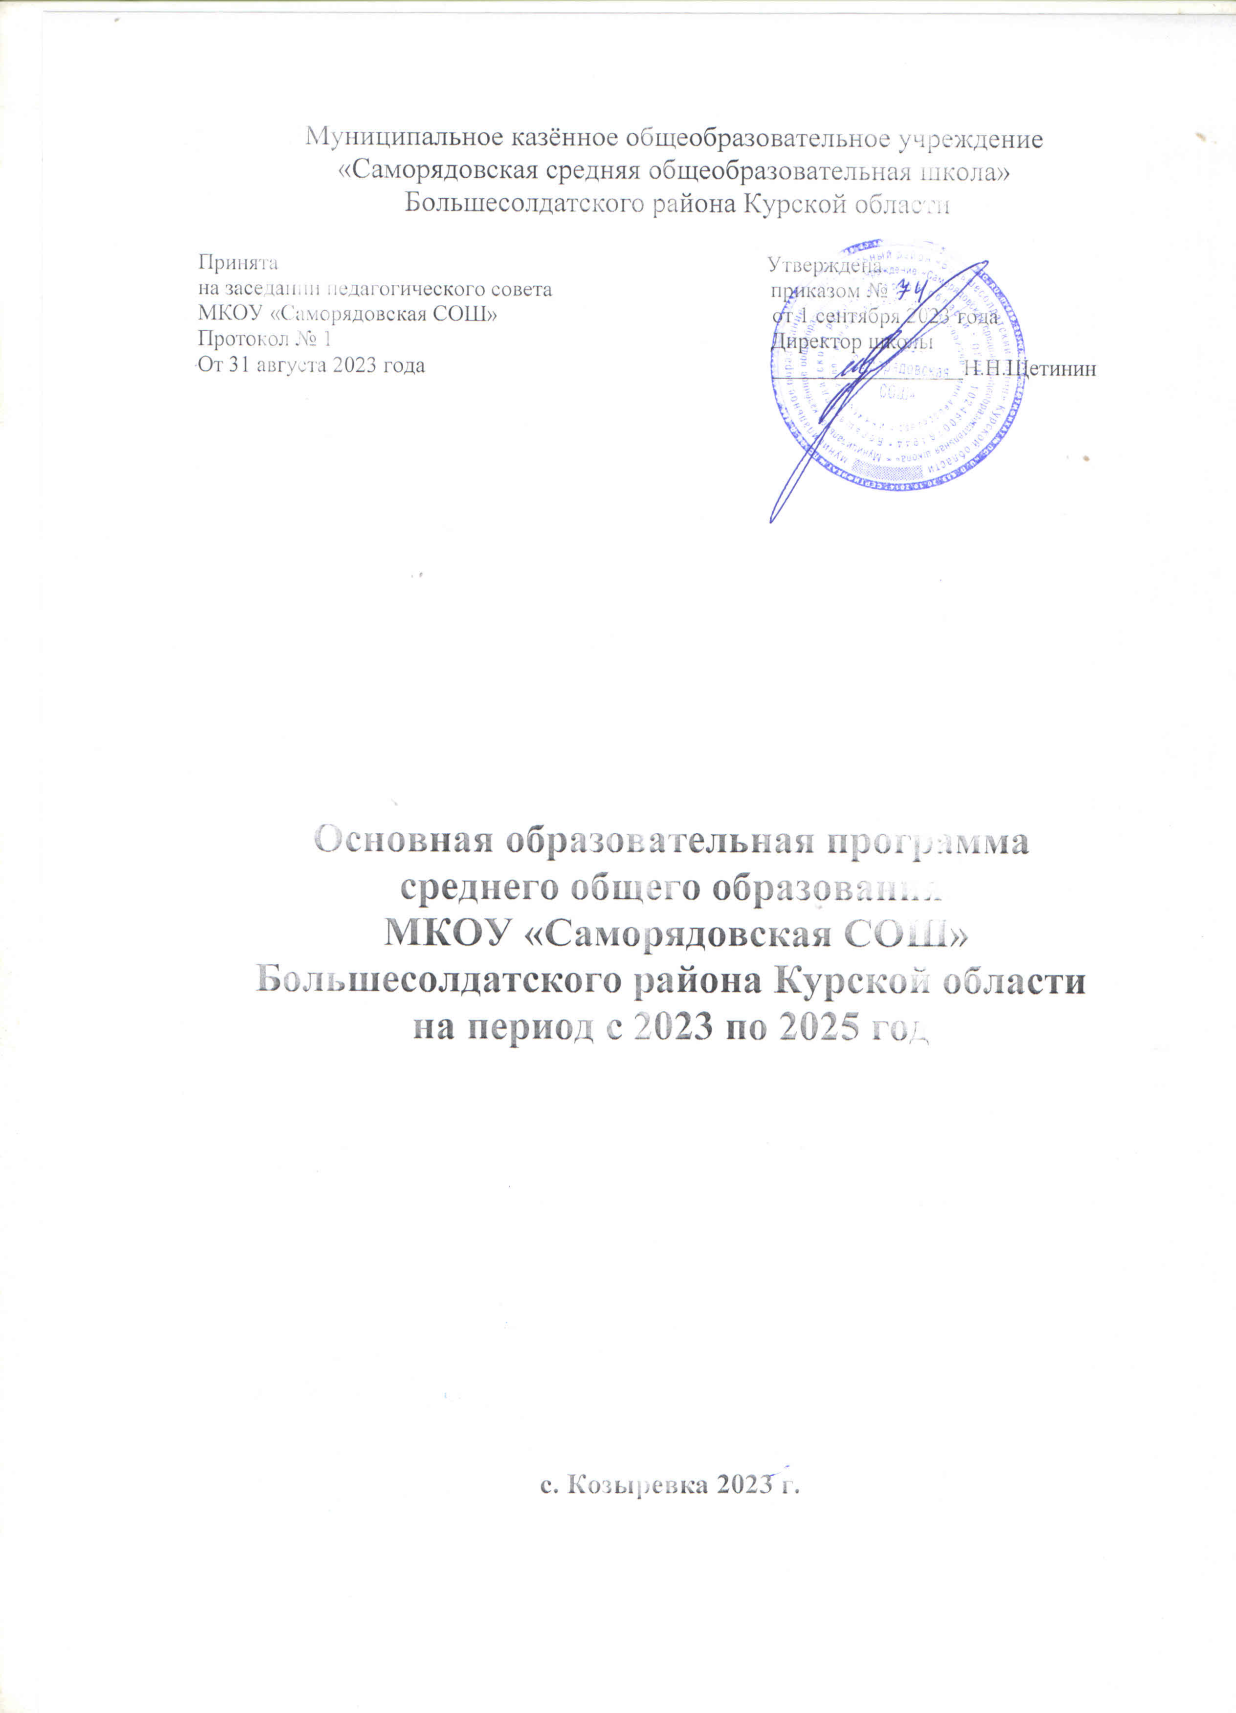 Муниципальное казённое общеобразовательное учреждение
«Саморядовская средняя общеобразовательная школа»
Большесолдатского района Курской области
Принята
на заседании педагогического совета
МКОУ «Саморядовская СОШ»
Протокол № 1
От 31 августа 2023 года
Утверждена
приказом № 74
от 1 сентября 2023 года
Директор школы
Н.Н.Щетинин
Основная образовательная программа
среднего общего образования
МКОУ «Саморядовская СОШ»
Большесолдатского района Курской области
на период с 2023 по 2025 год
с. Козыревка 2023 г.